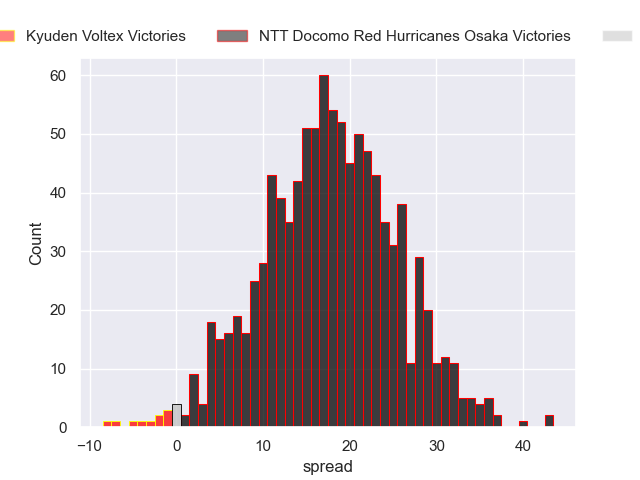 Kyuden Voltex Victories NTT Docomo Red Hurricanes Osaka Victories
60
50
40
30
20
10
0
Count
−10 0 10 20 30 40
spread